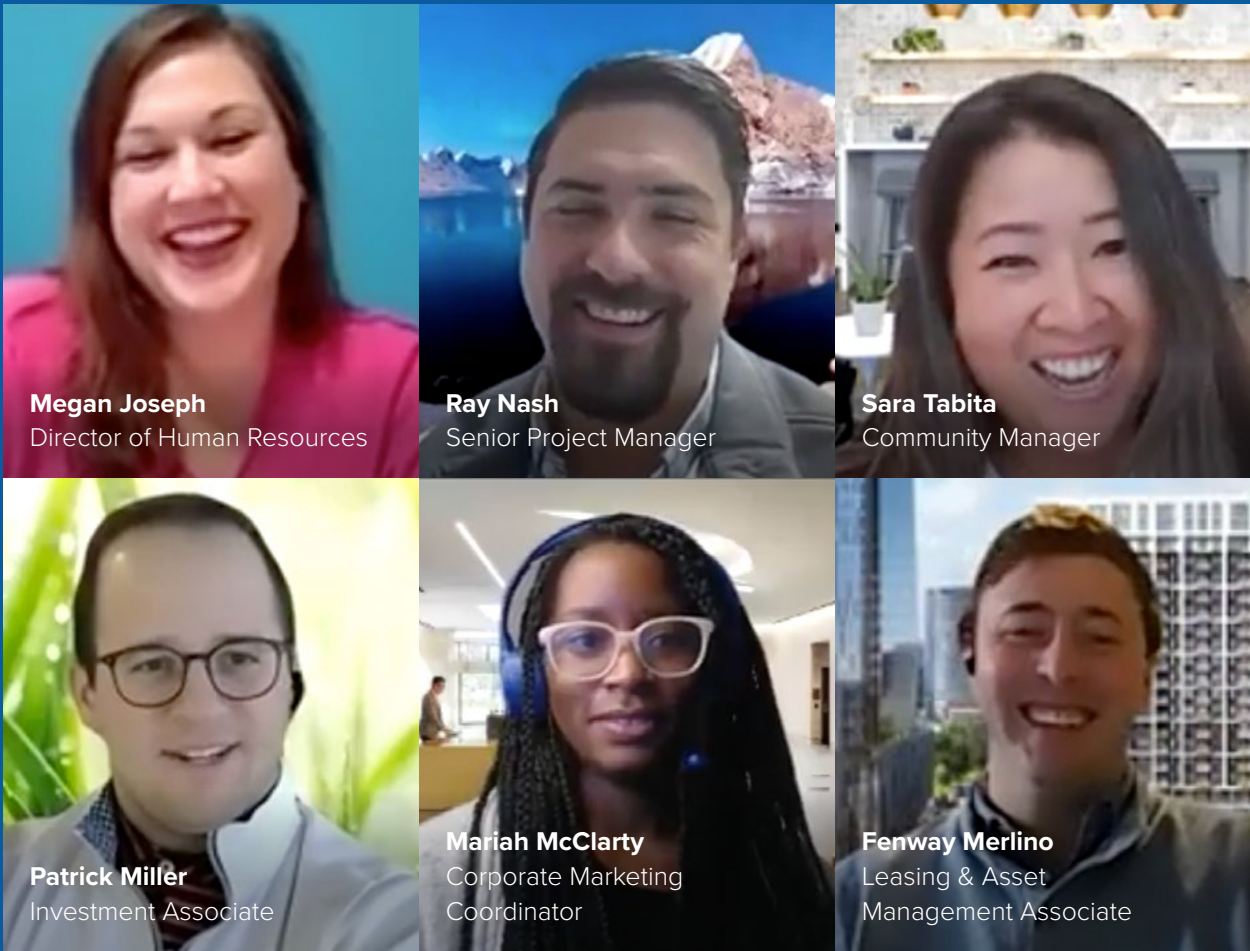 Megan Joseph
Director of Human Resources
Ray Nash
Senior Project Manager
Sara Tabita
Community Manager
Patrick Miller
Investment Associate
Mariah McClarty
Corporate Marketing
Coordinator
Fenway Merlino
Leasing & Asset
Management Associate